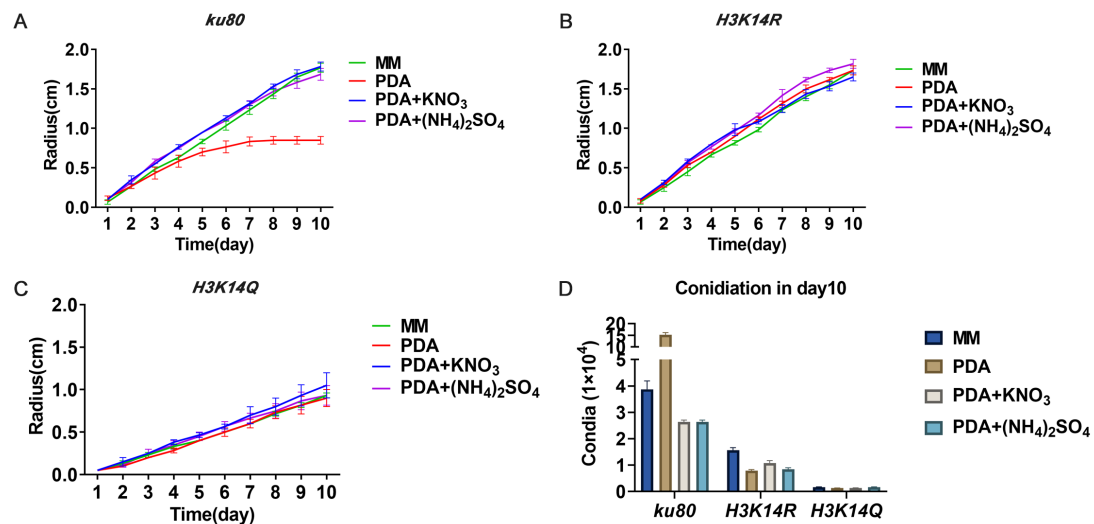 A
ku80
Radius(cm)
2.0
1.5
1.0
0.5
0.0
1 2 3 4 5 6 7 8 9 10
Time(day)
MM
PDA
PDA+KNO₃
PDA+(NH₄)₂SO₄
B
H3K14R
Radius(cm)
2.0
1.5
1.0
0.5
0.0
1 2 3 4 5 6 7 8 9 10
Time(day)
MM
PDA
PDA+KNO₃
PDA+(NH₄)₂SO₄
C
H3K14Q
Radius(cm)
2.0
1.5
1.0
0.5
0.0
1 2 3 4 5 6 7 8 9 10
Time(day)
MM
PDA
PDA+KNO₃
PDA+(NH₄)₂SO₄
D
Conidiation in day10
Condia (1×10⁴)
20
15
10
5
4
3
2
1
0
ku80 H3K14R H3K14Q
MM
PDA
PDA+KNO₃
PDA+(NH₄)₂SO₄